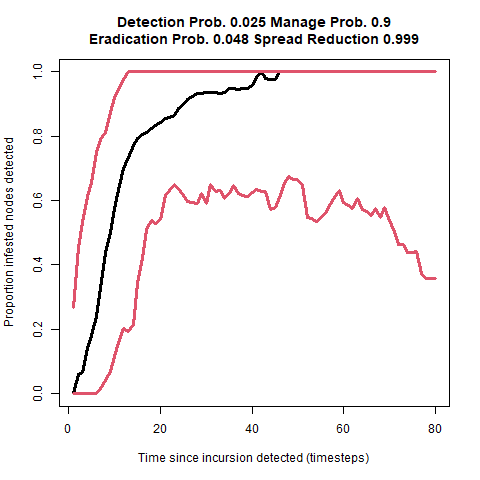 Detection Prob. 0.025 Manage Prob. 0.9
Eradication Prob. 0.048 Spread Reduction 0.999
Proportion infested nodes detected
1.0
0.8
0.6
0.4
0.2
0.0
0 20 40 60 80
Time since incursion detected (timesteps)